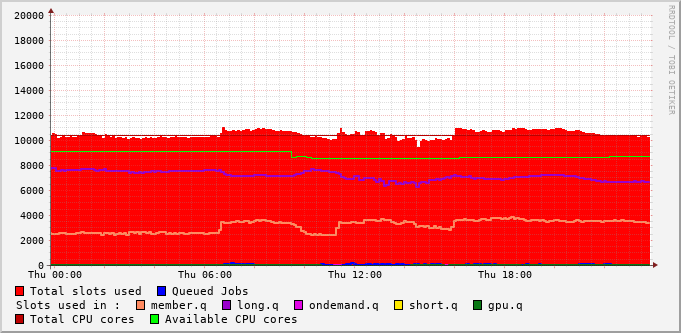 20000
18000
16000
14000
12000
10000
8000
6000
4000
2000
0
Thu 00:00 Thu 06:00 Thu 12:00 Thu 18:00
Total slots used Queued Jobs
Slots used in : member.q long.q ondemand.q short.q gpu.q
Total CPU cores Available CPU cores
RRDTOOL / TOBI OETIKER